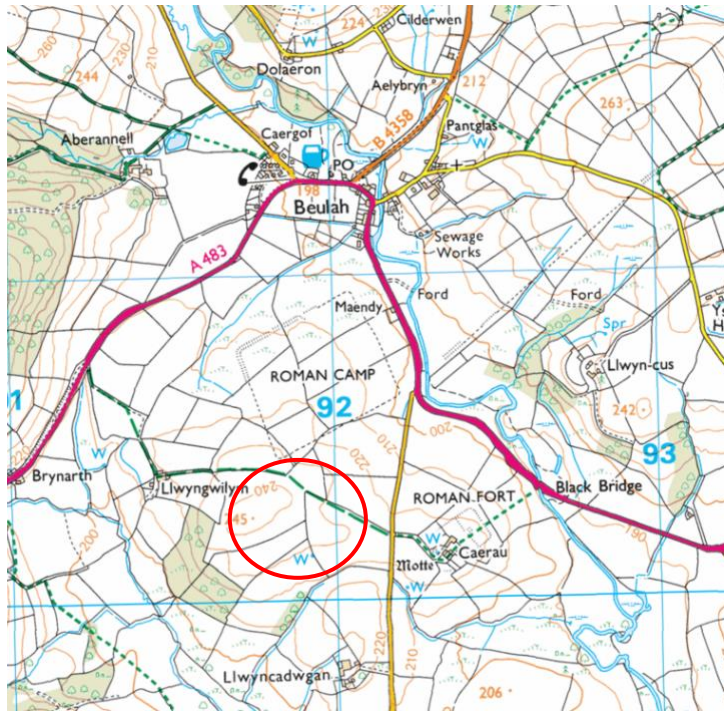 224
Cilderwen
W
260
230
210
244
Dolaeron
212
Aelybryn
263
B 4358
Aberannell
Caergof
Pantglas
W
PO
198
Beulah
A 483
Sewage
Works
Ford
Maendy
Ford
Spr
Llwyn-cus
ROMAN CAMP
1
92
242
210
200
220
93
W
Brynarth
Llwyngwilym
240
ROMAN FORT
Black Bridge
245
200
W
W
Motte
Caerau
190
W
220
210
Llwyncadwgan
206